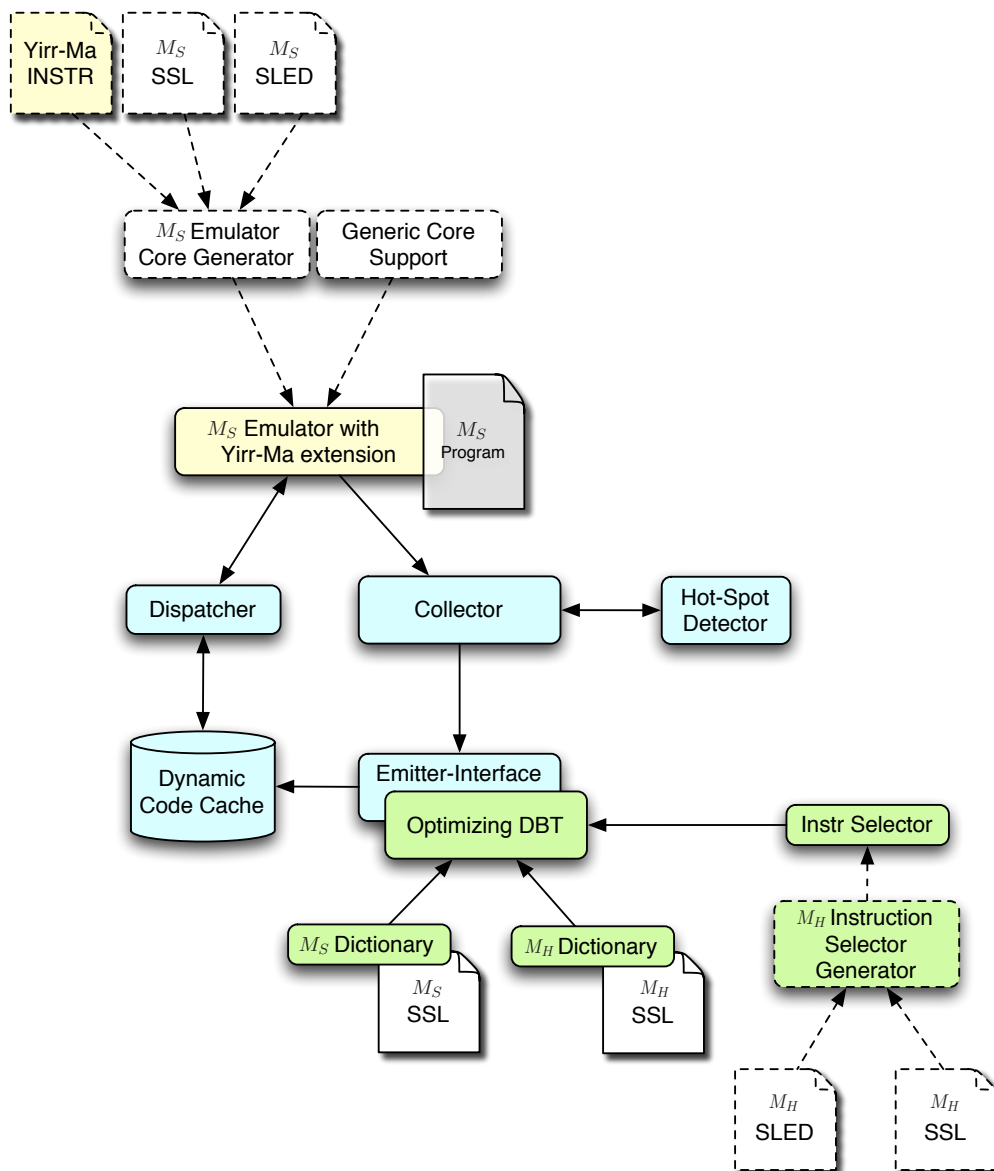 Yirr-Ma
INSTR
M_S
SSL
M_S
SLED
M_S Emulator
Core Generator
Generic Core
Support
M_S Emulator with
Yirr-Ma extension
M_S
Program
Dispatcher
Collector
Hot-Spot
Detector
Dynamic
Code Cache
Emitter-Interface
Optimizing DBT
Instr Selector
M_S Dictionary
M_S
SSL
M_H Dictionary
M_H
SSL
M_H Instruction
Selector
Generator
M_H
SLED
M_H
SSL